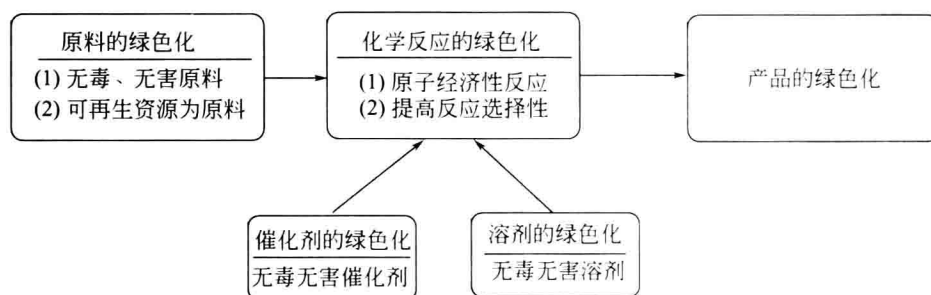 原料的绿色化
(1) 无毒、无害原料
(2) 可再生资源为原料
化学反应的绿色化
(1) 原子经济性反应
(2) 提高反应选择性
产品的绿色化
催化剂的绿色化
无毒无害催化剂
溶剂的绿色化
无毒无害溶剂